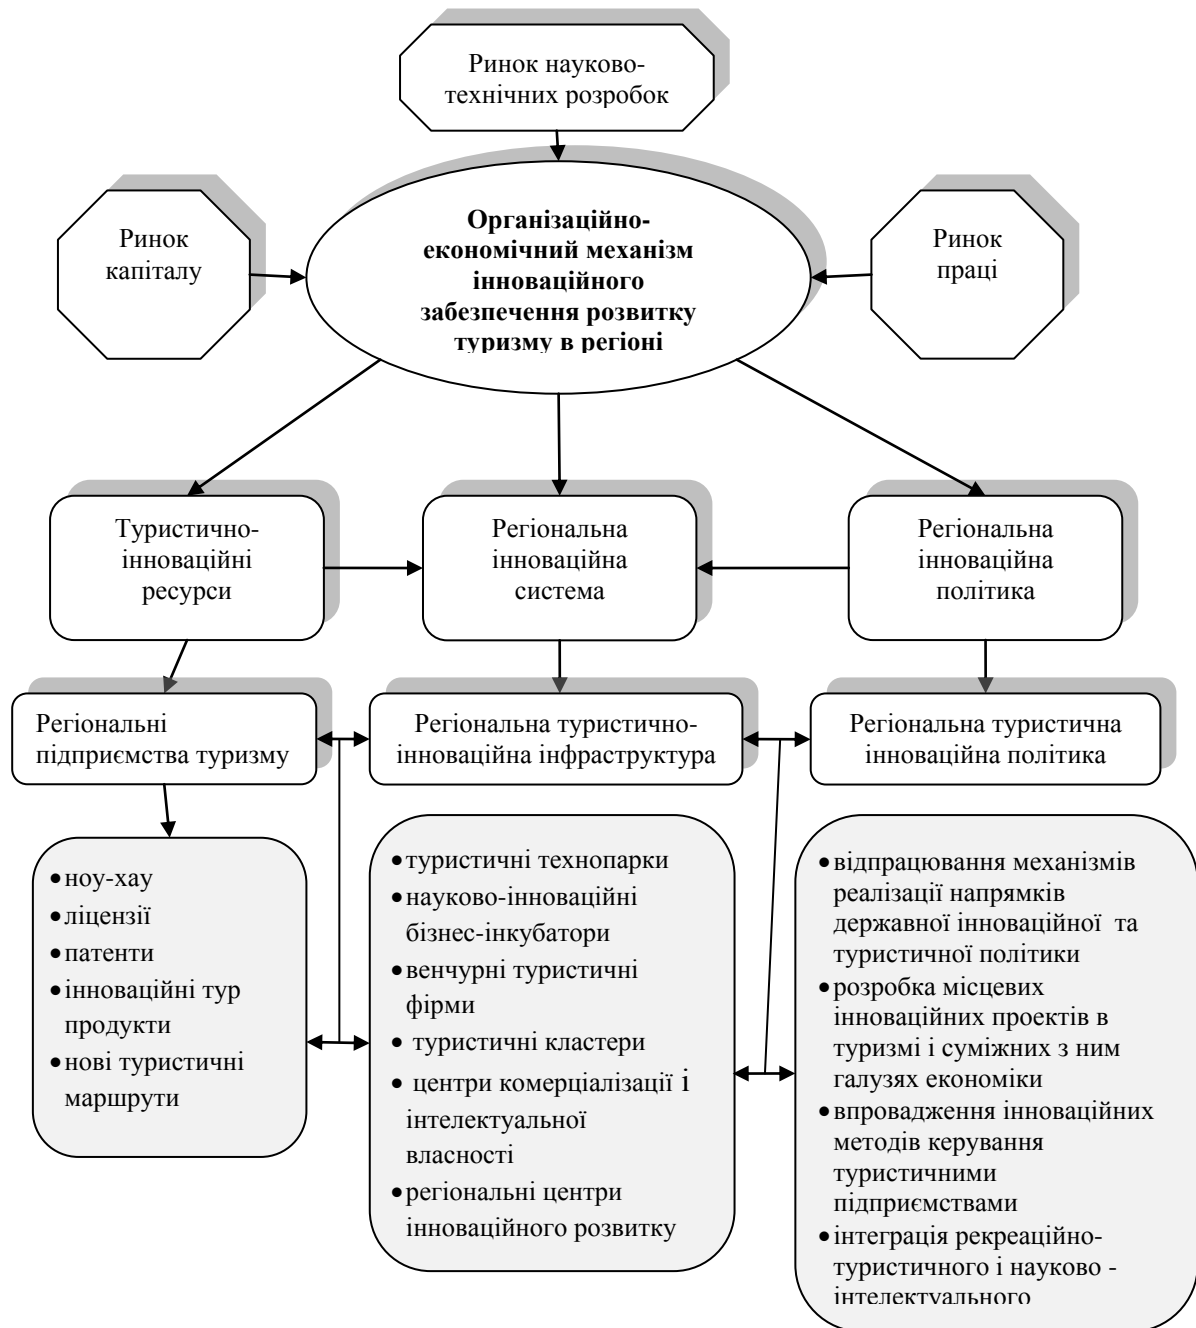 Ринок науково-
технічних розробок
Ринок
капіталу
Організаційно-
економічний механізм
інноваційного
забезпечення розвитку
туризму в регіоні
Ринок
праці
Туристично-
інноваційні
ресурси
Регіональна
інноваційна
система
Регіональна
інноваційна
політика
Регіональні
підприємства туризму
Регіональна туристично-
інноваційна інфраструктура
Регіональна туристична
інноваційна політика
•ноу-хау
•ліцензії
•патенти
•інноваційні тур
продукти
•нові туристичні
маршрути
•туристичні технопарки
•науково-інноваційні
бізнес-інкубатори
•венчурні туристичні
фірми
• туристичні кластери
• центри комерціалізації і
інтелектуальної
власності
•регіональні центри
інноваційного розвитку
•відпрацювання механізмів
реалізації напрямків
державної інноваційної та
туристичної політики
•розробка місцевих
інноваційних проектів в
туризмі і суміжних з ним
галузях економіки
•впровадження інноваційних
методів керування
туристичними
підприємствами
•інтеграція рекреаційно-
туристичного і науково -
інтелектуального